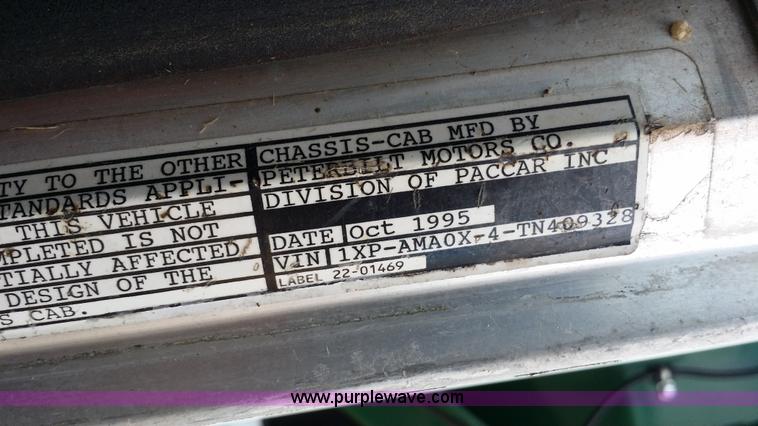 TY TO THE OTHER
TANDARDS APPLI-
THIS VEHICLE
PLETED IS NOT
TIALLY AFFECTED
DESIGN OF THE
S CAB.
CHASSIS-CAB MFD BY
PETERBILT MOTORS CO.
DIVISION OF PACCAR INC
DATE Oct 1995
VIN 1XP-AMA0X-4-TN409328
LABEL 22-01469
www.purplewave.com